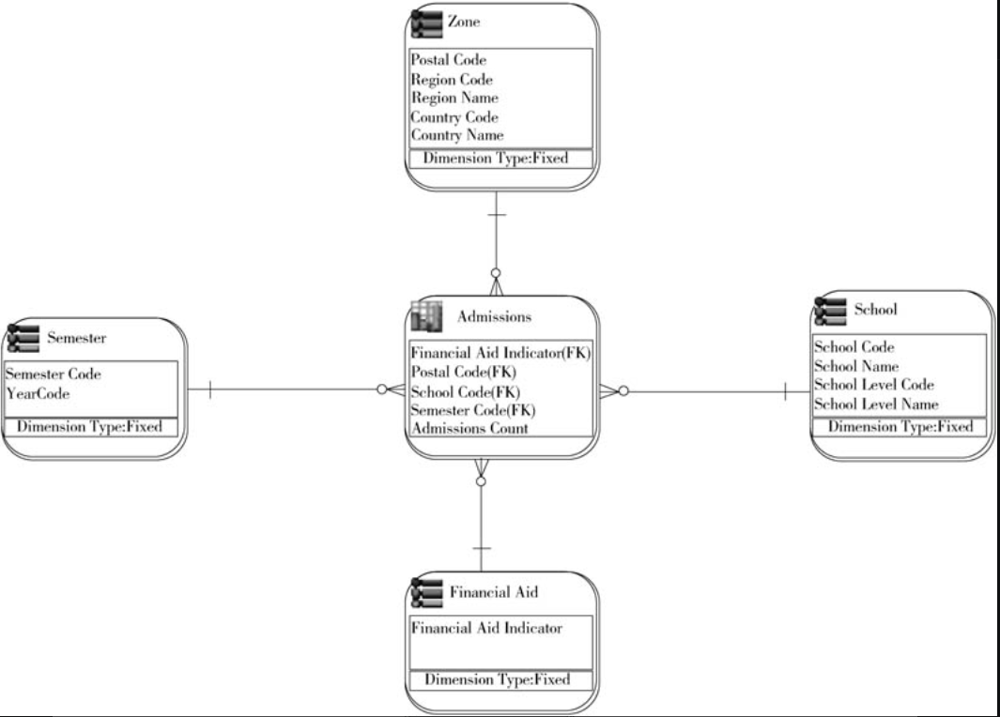 Zone
Postal Code
Region Code
Region Name
Country Code
Country Name
Dimension Type:Fixed
Semester
Semester Code
YearCode
Dimension Type:Fixed
Admissions
Financial Aid Indicator(FK)
Postal Code(FK)
School Code(FK)
Semester Code(FK)
Admissions Count
School
School Code
School Name
School Level Code
School Level Name
Dimension Type:Fixed
Financial Aid
Financial Aid Indicator
Dimension Type:Fixed